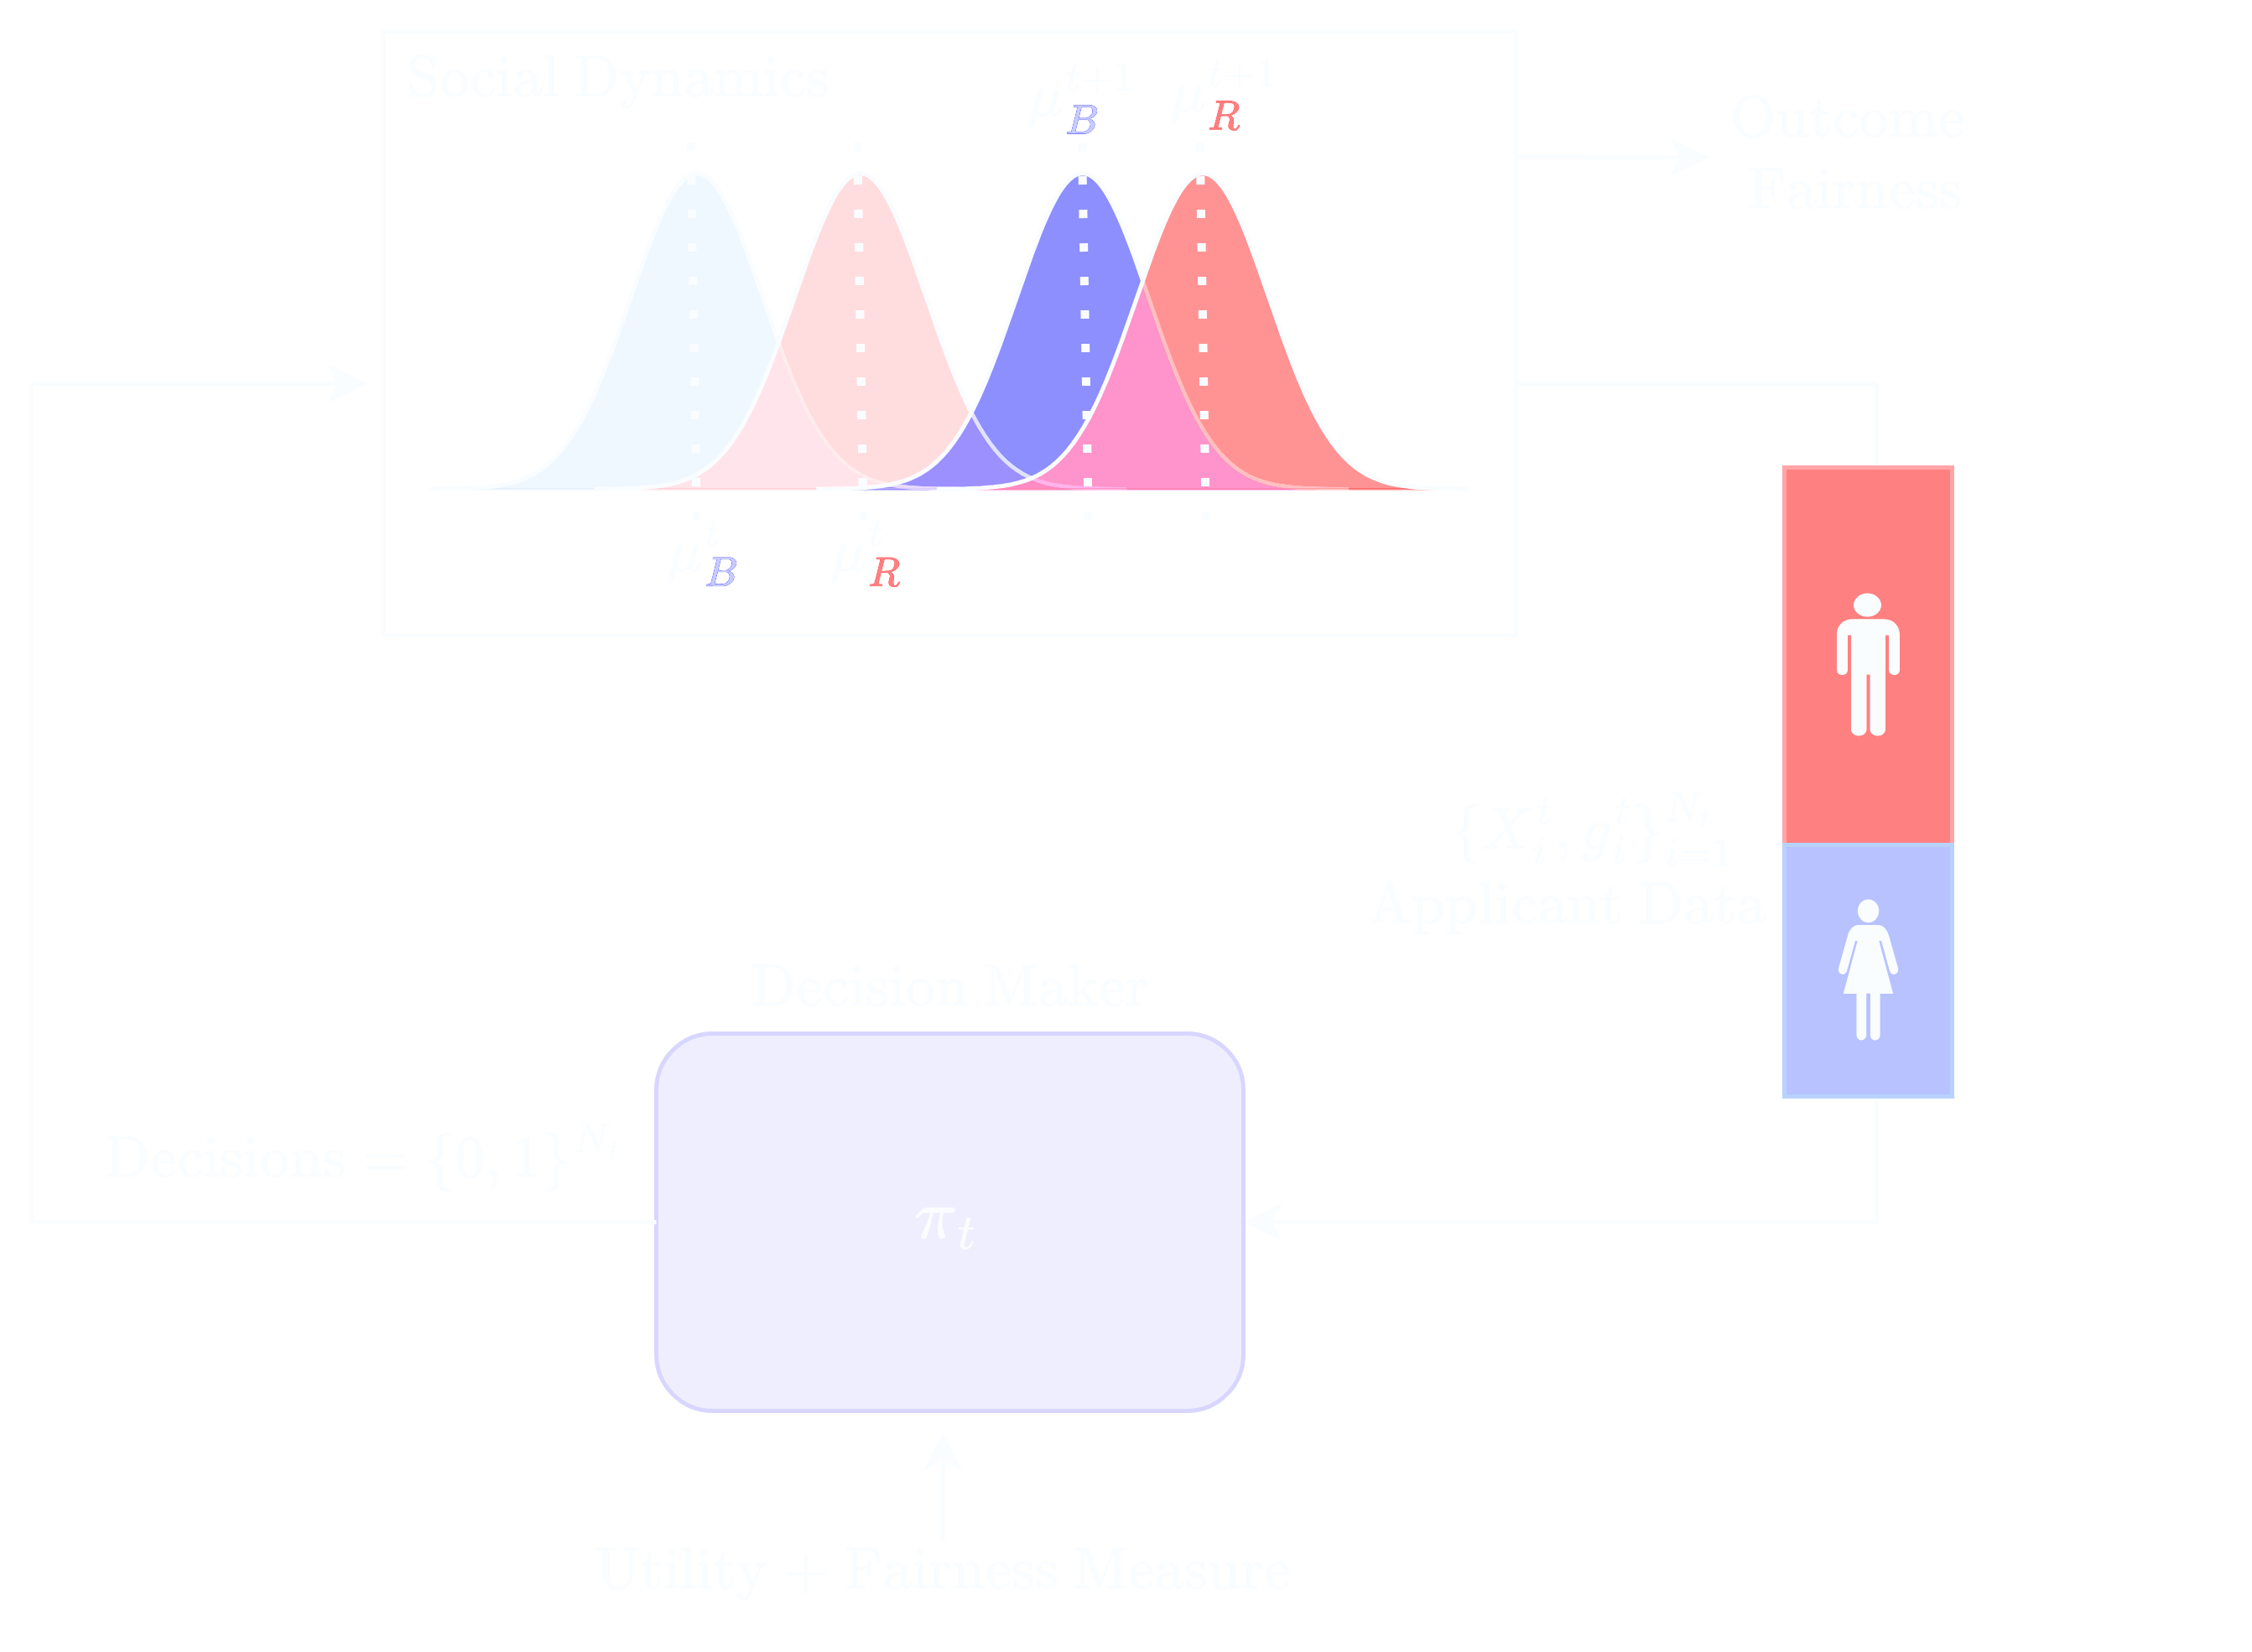 Social Dynamics
μ_B^{t+1}
μ_R^{t+1}
Outcome
Fairness
μ_B^t
μ_R^t
{X_i^t, g_i^t}_{i=1}^{N_t}
Applicant Data
Decision Maker
Decisions = {0, 1}^{N_t}
π_t
Utility + Fairness Measure